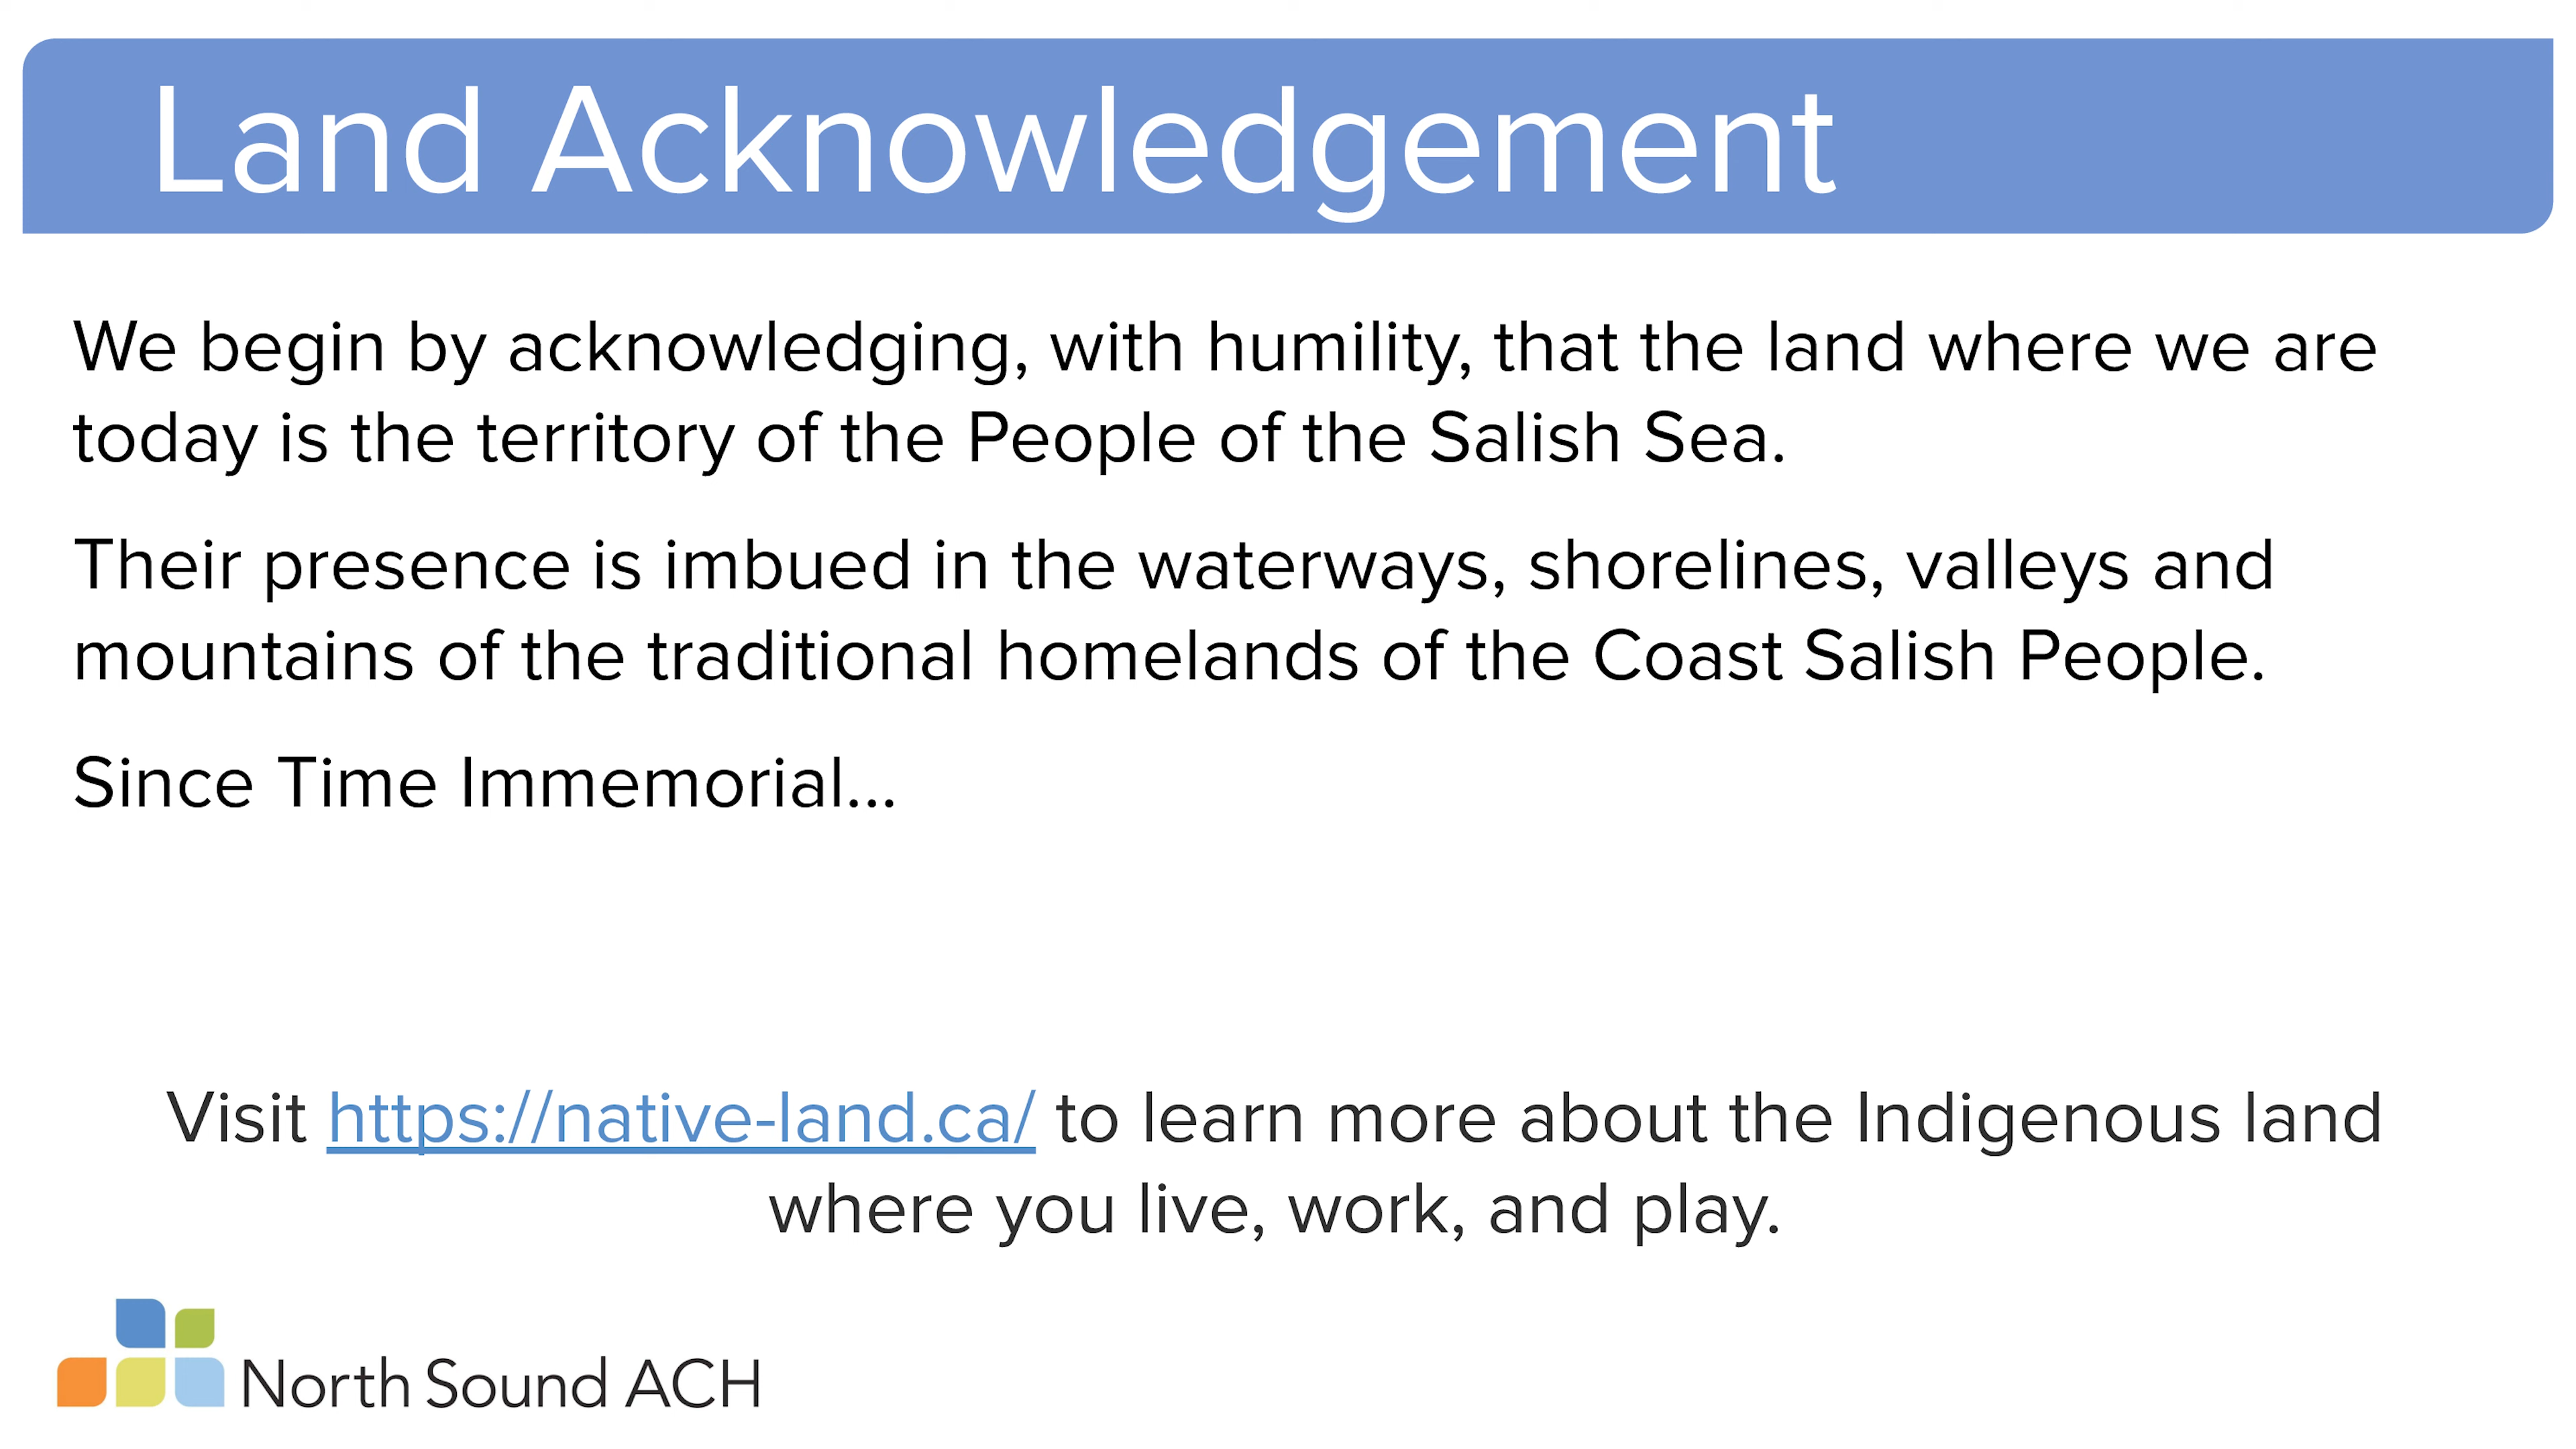 Land Acknowledgement
We begin by acknowledging, with humility, that the land where we are
today is the territory of the People of the Salish Sea.
Their presence is imbued in the waterways, shorelines, valleys and
mountains of the traditional homelands of the Coast Salish People.
Since Time Immemorial...
Visit https://native-land.ca/ to learn more about the Indigenous land
where you live, work, and play.
North Sound ACH